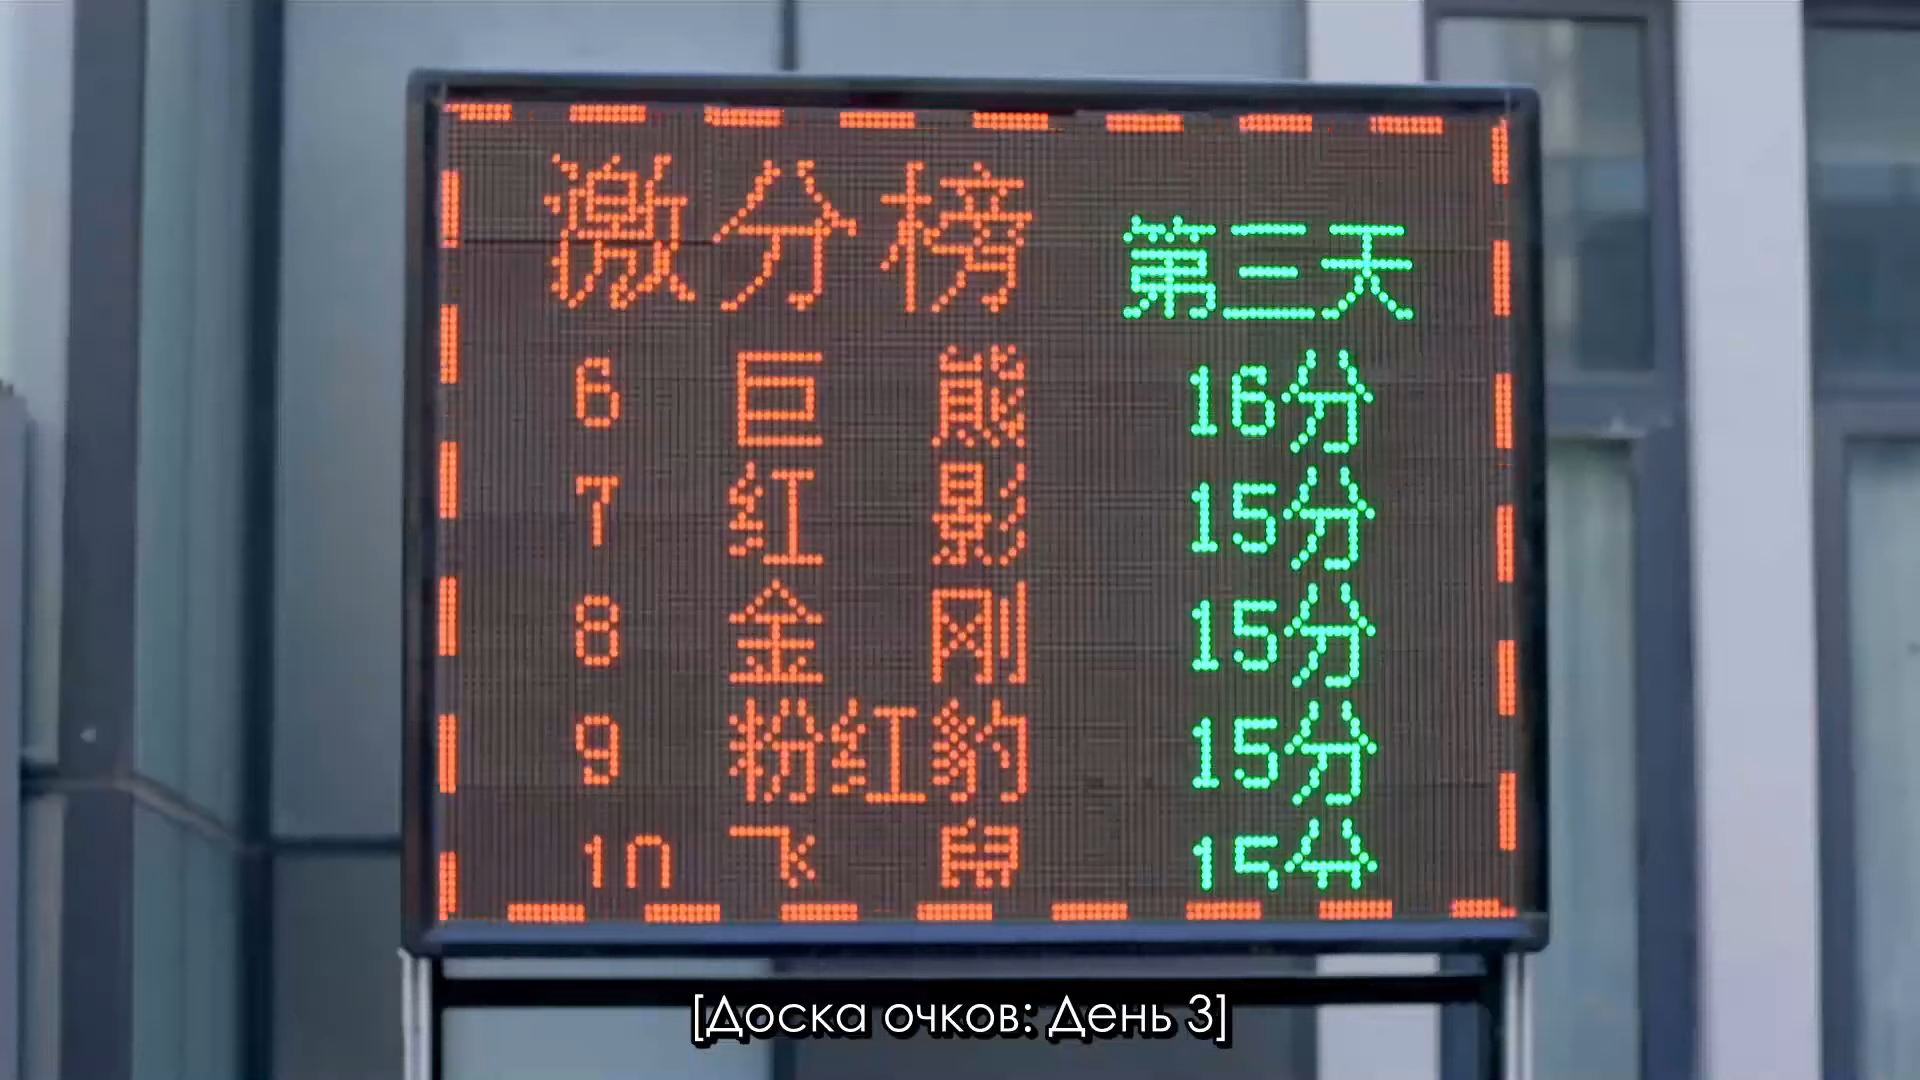 激分榜 第三天
6 巨熊 16分
7 红影 15分
8 金刚 15分
9 粉红豹 15分
10 飞鼠 15分
[Доска очков: День 3]